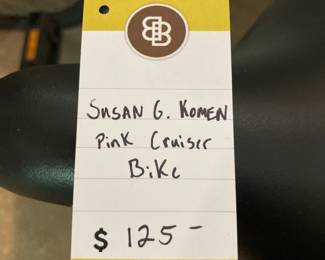 SUSAN G. KOMEN
Pink Cruiser
Bike
$ 125-